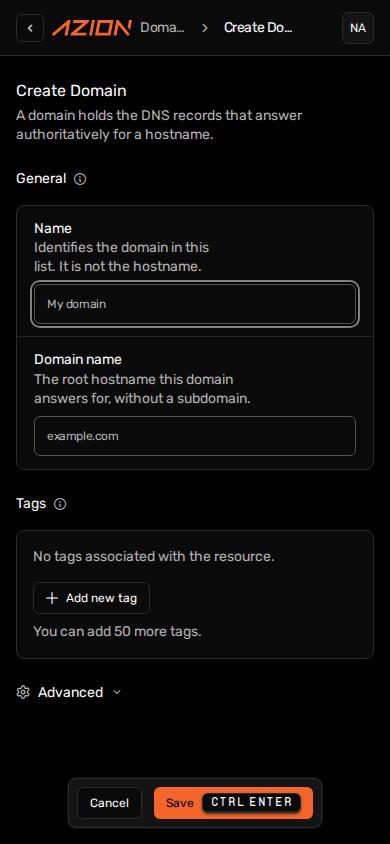 AZION Doma... Create Do... NA
Create Domain
A domain holds the DNS records that answer
authoritatively for a hostname.
General
Name
Identifies the domain in this
list. It is not the hostname.
My domain
Domain name
The root hostname this domain
answers for, without a subdomain.
example.com
Tags
No tags associated with the resource.
Add new tag
You can add 50 more tags.
Advanced
Cancel Save CTRL ENTER